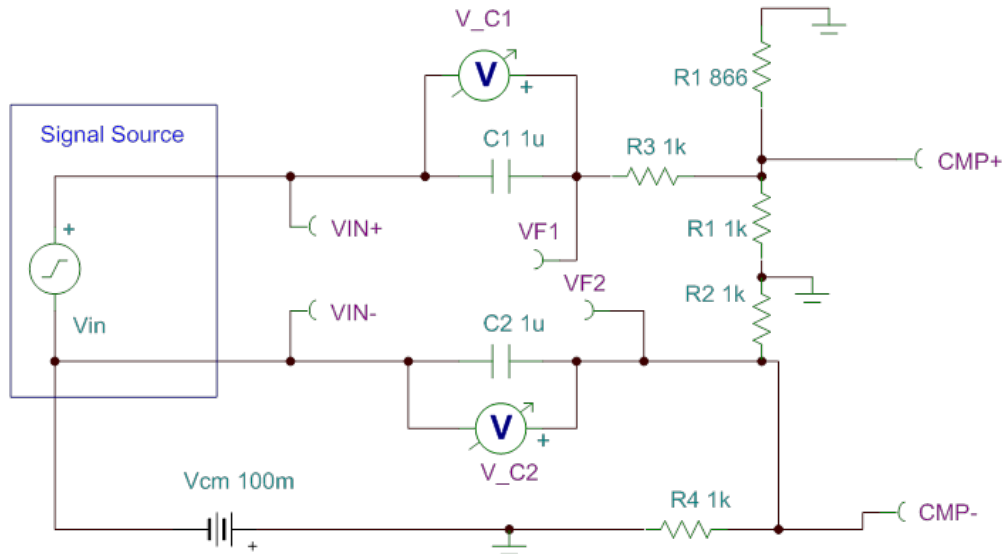 V_C1
R1 866
V
+
Signal Source
C1 1u
R3 1k
CMP+
+
VIN+
VF1
R1 1k
VF2
R2 1k
Vin
VIN-
C2 1u
V
+
V_C2
Vcm 100m
R4 1k
CMP-
+